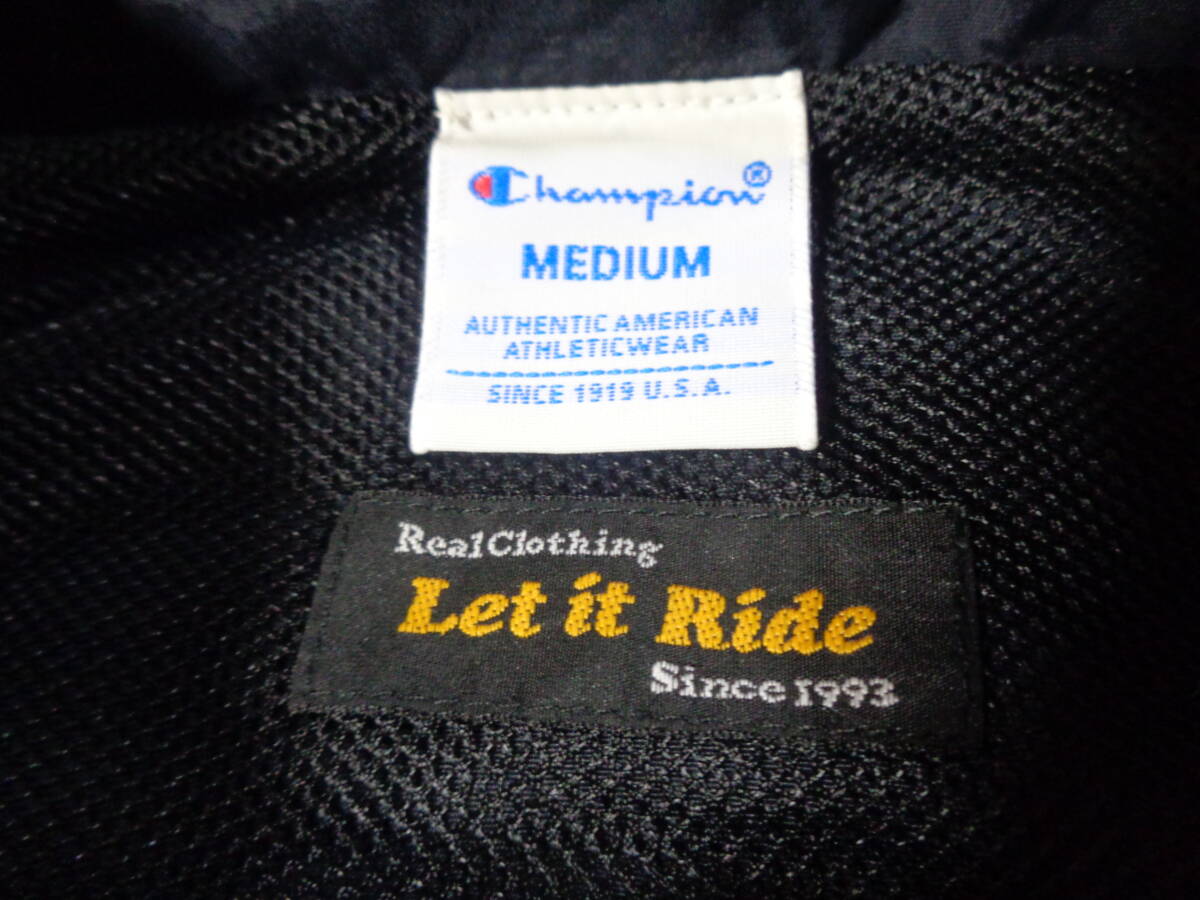 Champion®
MEDIUM
AUTHENTIC AMERICAN
ATHLETICWEAR
SINCE 1919 U.S.A.
RealClothing
Let it Ride
Since 1993